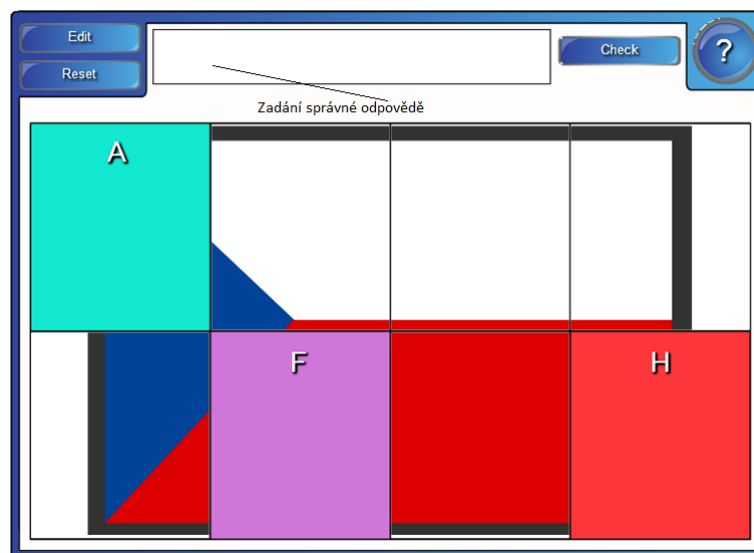 Edit
Reset
Check
?
Zadání správné odpovědě
A
F
H